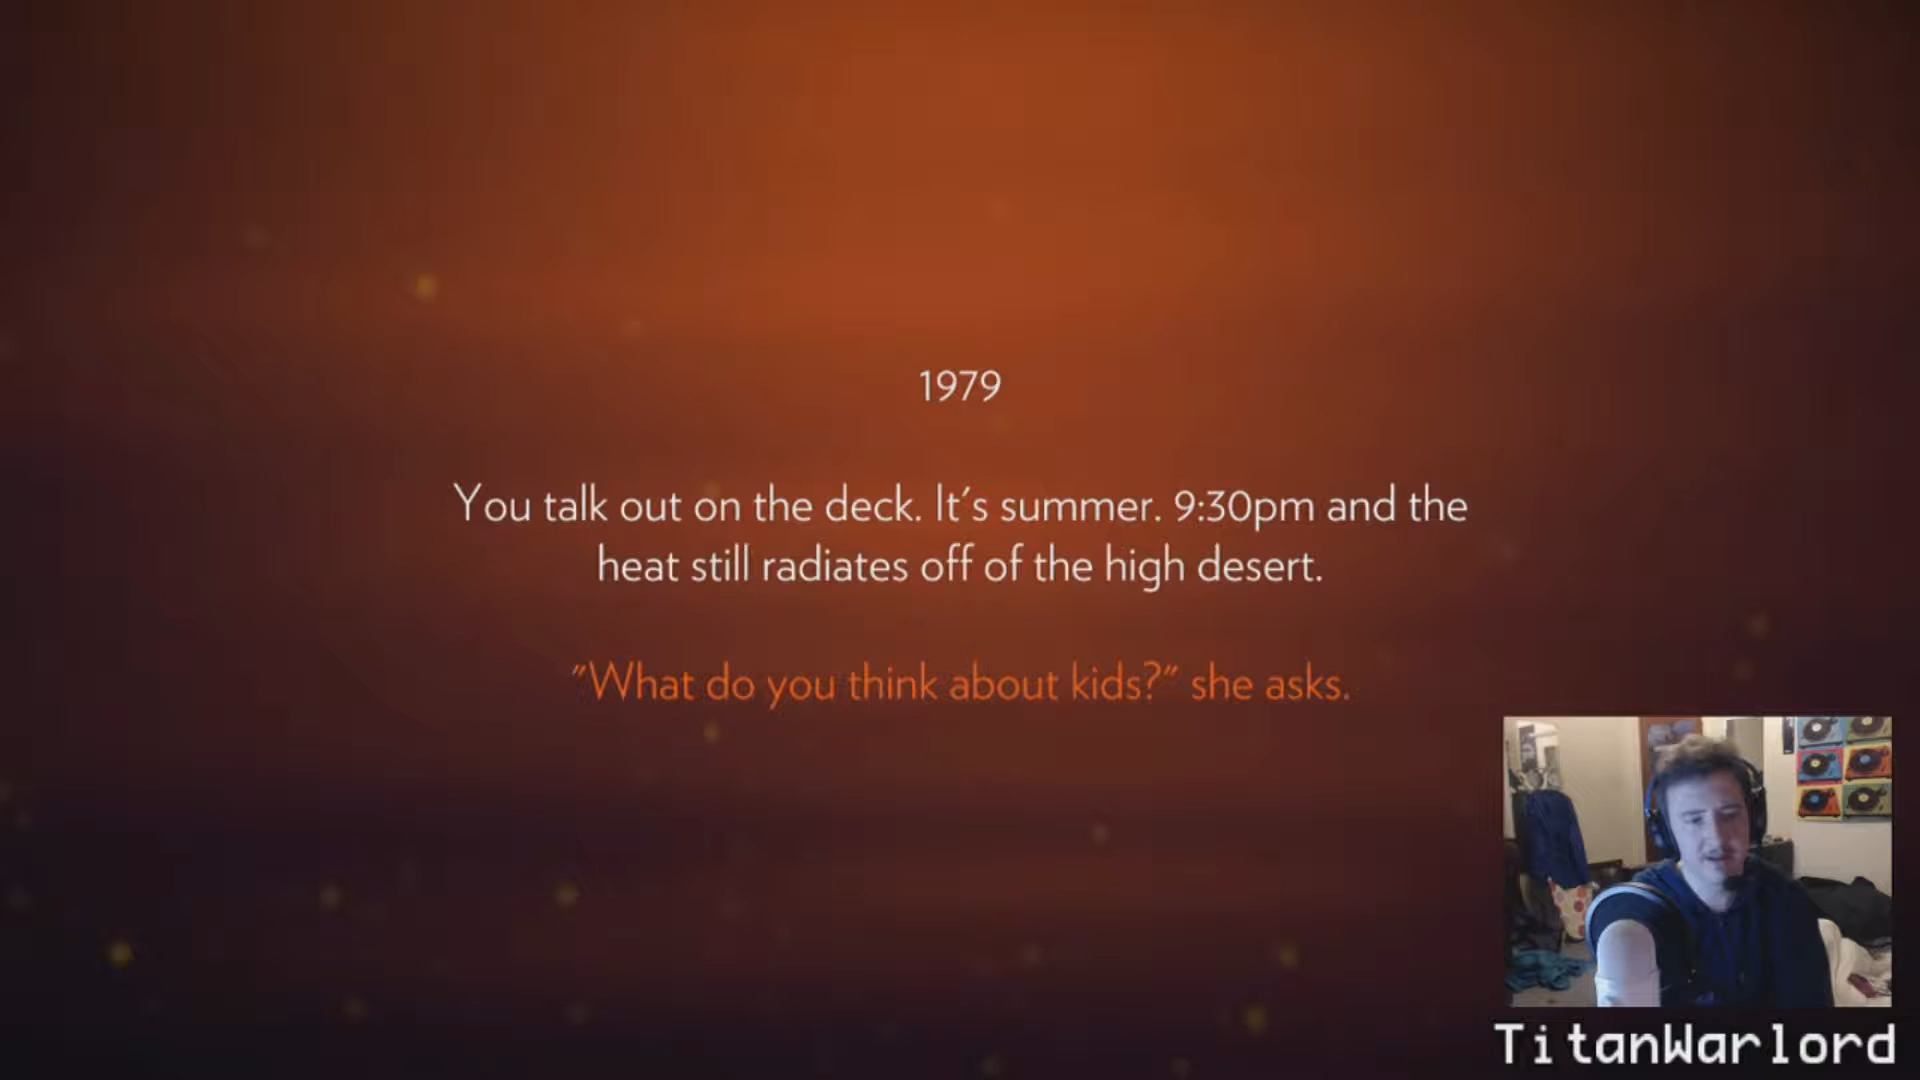 1979
You talk out on the deck. It's summer. 9:30pm and the
heat still radiates off of the high desert.
"What do you think about kids?" she asks.
TitanWarlord